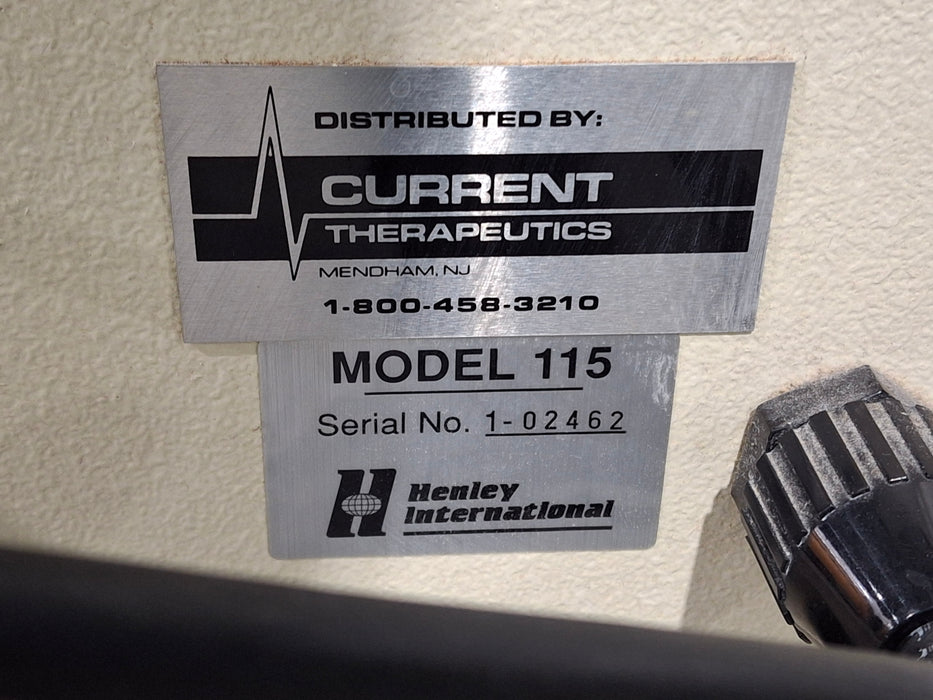 DISTRIBUTED BY:
CURRENT
THERAPEUTICS
MENDHAM, NJ
1-800-458-3210
MODEL 115
Serial No. 1-02462
H
Henley
International